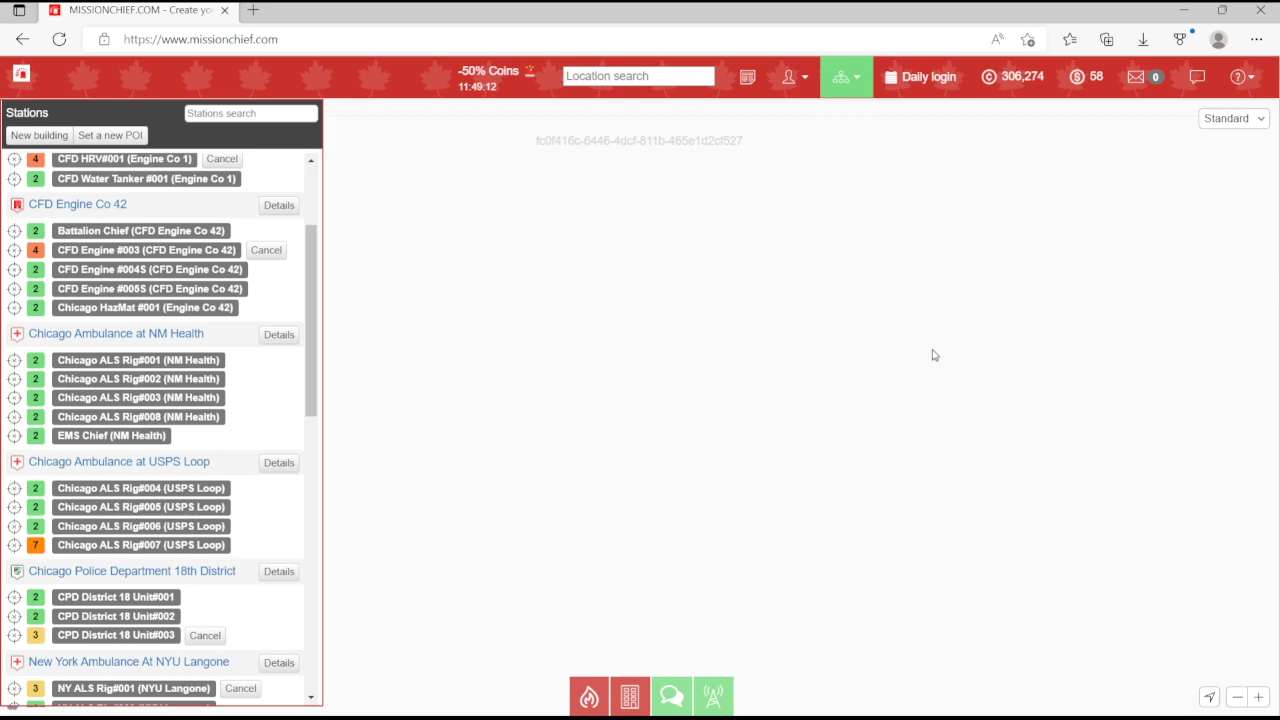 MISSIONCHIEF.COM - Create yo
https://www.missionchief.com
-50% Coins
11:49:12
Location search
Daily login
306,274
58
0
Stations
Stations search
New building
Set a new POI
Standard
fc0f416c-6446-4dcf-811b-465e1d2cf527
4 CFD HRV#001 (Engine Co 1) Cancel
2 CFD Water Tanker #001 (Engine Co 1)
CFD Engine Co 42 Details
2 Battalion Chief (CFD Engine Co 42)
4 CFD Engine #003 (CFD Engine Co 42) Cancel
2 CFD Engine #004S (CFD Engine Co 42)
2 CFD Engine #005S (CFD Engine Co 42)
2 Chicago HazMat #001 (Engine Co 42)
Chicago Ambulance at NM Health Details
2 Chicago ALS Rig#001 (NM Health)
2 Chicago ALS Rig#002 (NM Health)
2 Chicago ALS Rig#003 (NM Health)
2 Chicago ALS Rig#008 (NM Health)
2 EMS Chief (NM Health)
Chicago Ambulance at USPS Loop Details
2 Chicago ALS Rig#004 (USPS Loop)
2 Chicago ALS Rig#005 (USPS Loop)
2 Chicago ALS Rig#006 (USPS Loop)
7 Chicago ALS Rig#007 (USPS Loop)
Chicago Police Department 18th District Details
2 CPD District 18 Unit#001
2 CPD District 18 Unit#002
3 CPD District 18 Unit#003 Cancel
New York Ambulance At NYU Langone Details
3 NY ALS Rig#001 (NYU Langone) Cancel